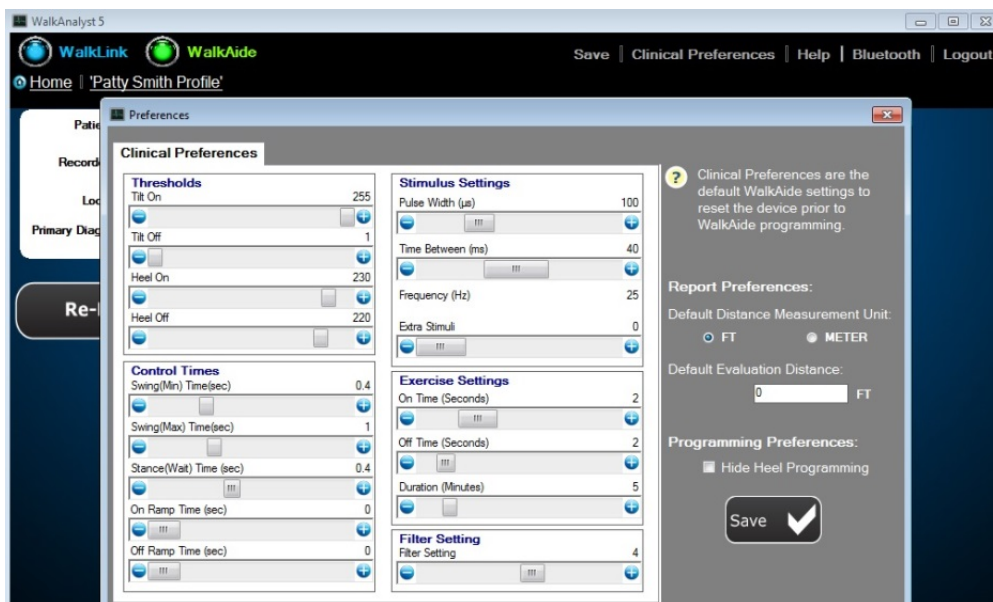 WalkAnalyst 5
WalkLink WalkAide Save Clinical Preferences Help Bluetooth Logout
Home 'Patty Smith Profile'
Preferences
Clinical Preferences
Thresholds
Tilt On 255
Tilt Off 1
Heel On 230
Heel Off 220
Control Times
Swing(Min) Time(sec) 0.4
Swing(Max) Time(sec) 1
Stance(Wait) Time (sec) 0.4
On Ramp Time (sec) 0
Off Ramp Time (sec) 0
Stimulus Settings
Pulse Width (µs) 100
Time Between (ms) 40
Frequency (Hz) 25
Extra Stimuli 0
Exercise Settings
On Time (Seconds) 2
Off Time (Seconds) 2
Duration (Minutes) 5
Filter Setting
Filter Setting 4
? Clinical Preferences are the
default WalkAide settings to
reset the device prior to
WalkAide programming.
Report Preferences:
Default Distance Measurement Unit:
FT METER
Default Evaluation Distance:
0 FT
Programming Preferences:
Hide Heel Programming
Save
Patie
Record
Loc
Primary Diag
Re-